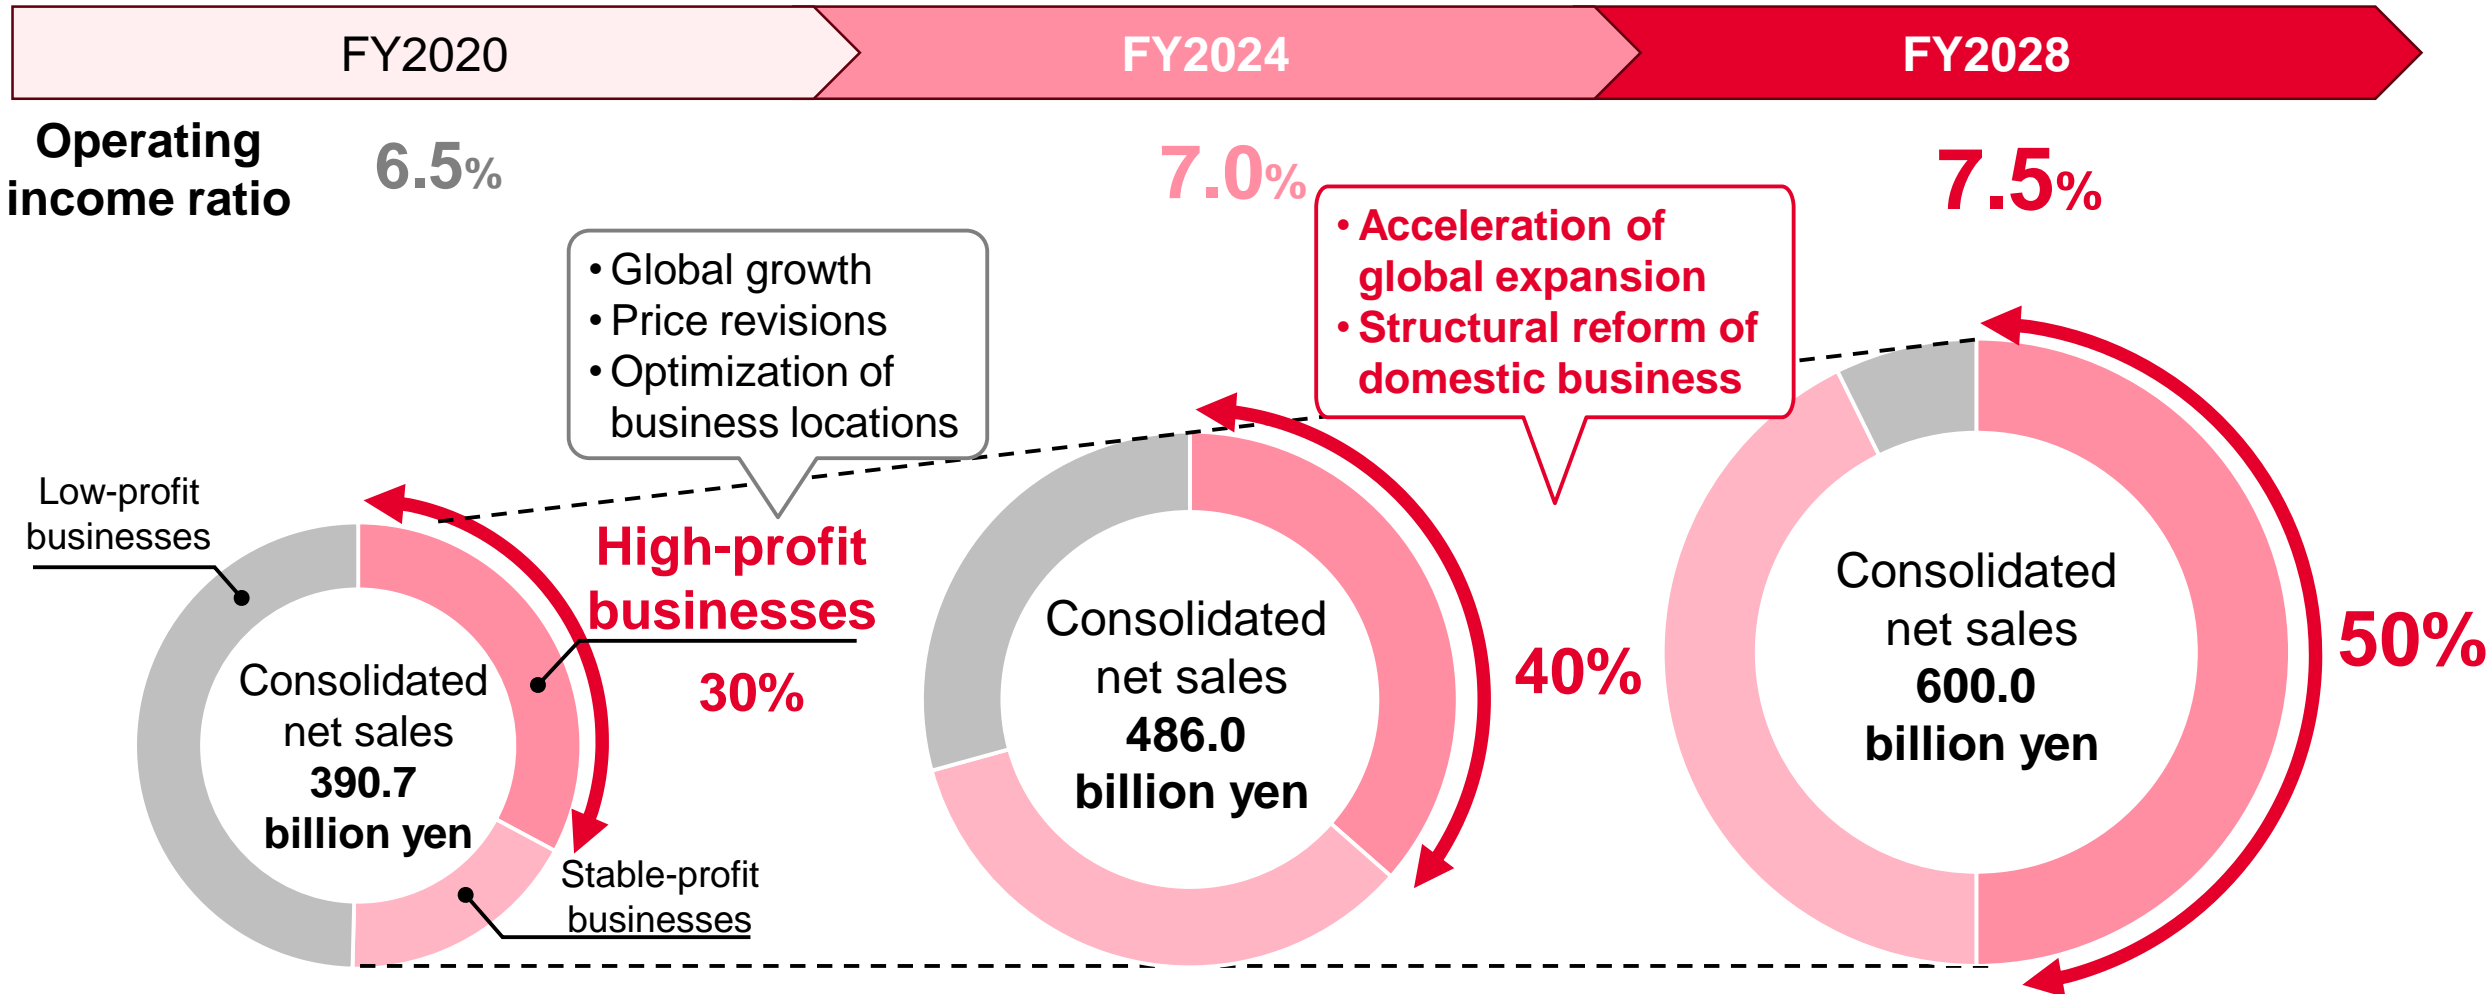 FY2020
FY2024
FY2028
Operating
income ratio
6.5%
7.0%
7.5%
• Global growth
• Price revisions
• Optimization of
business locations
• Acceleration of
global expansion
• Structural reform of
domestic business
Low-profit
businesses
High-profit
businesses
30%
Stable-profit
businesses
Consolidated
net sales
390.7
billion yen
Consolidated
net sales
486.0
billion yen
40%
Consolidated
net sales
600.0
billion yen
50%